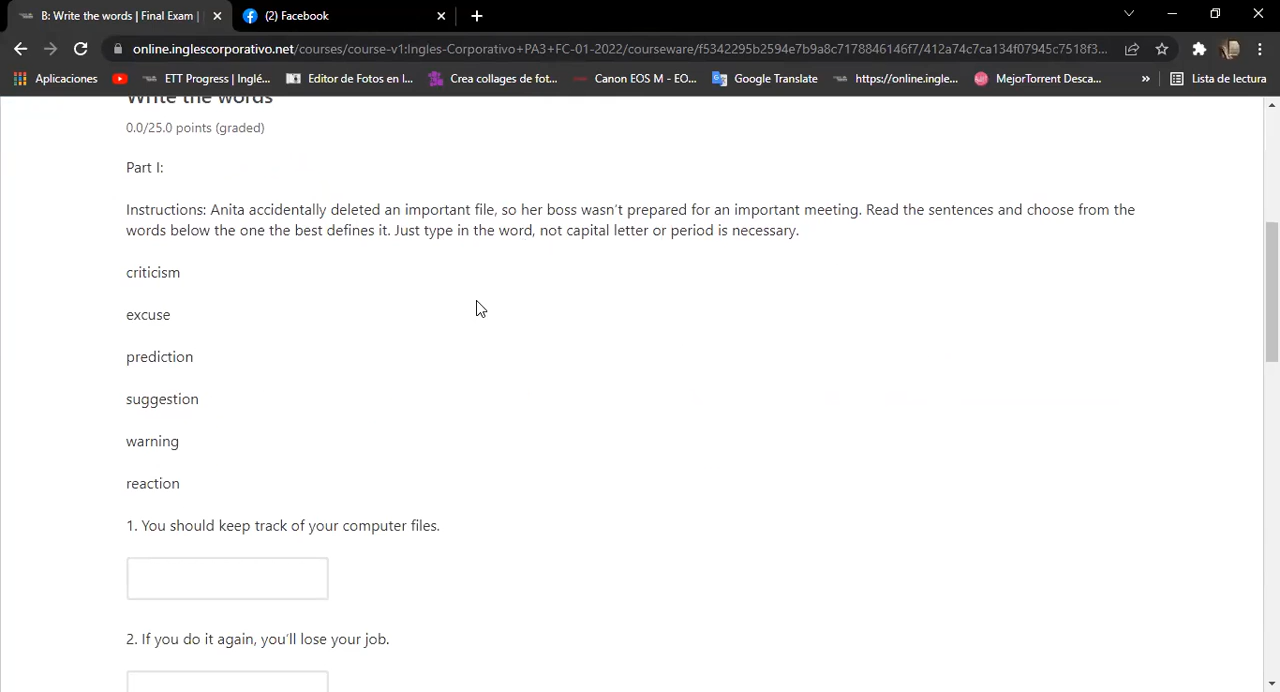 B: Write the words | Final Exam |
(2) Facebook
online.inglescorporativo.net/courses/course-v1:Ingles-Corporativo+PA3+FC-01-2022/courseware/f5342295b2594e7b9a8c7178846146f7/412a74c7ca134f07945c7518f3...
Aplicaciones
ETT Progress | Inglé...
Editor de Fotos en l...
Crea collages de fot...
Canon EOS M - EO...
Google Translate
https://online.ingle...
MejorTorrent Desca...
»
Lista de lectura
Write the words
0.0/25.0 points (graded)
Part I:
Instructions: Anita accidentally deleted an important file, so her boss wasn’t prepared for an important meeting. Read the sentences and choose from the
words below the one the best defines it. Just type in the word, not capital letter or period is necessary.
criticism
excuse
prediction
suggestion
warning
reaction
1. You should keep track of your computer files.
2. If you do it again, you’ll lose your job.